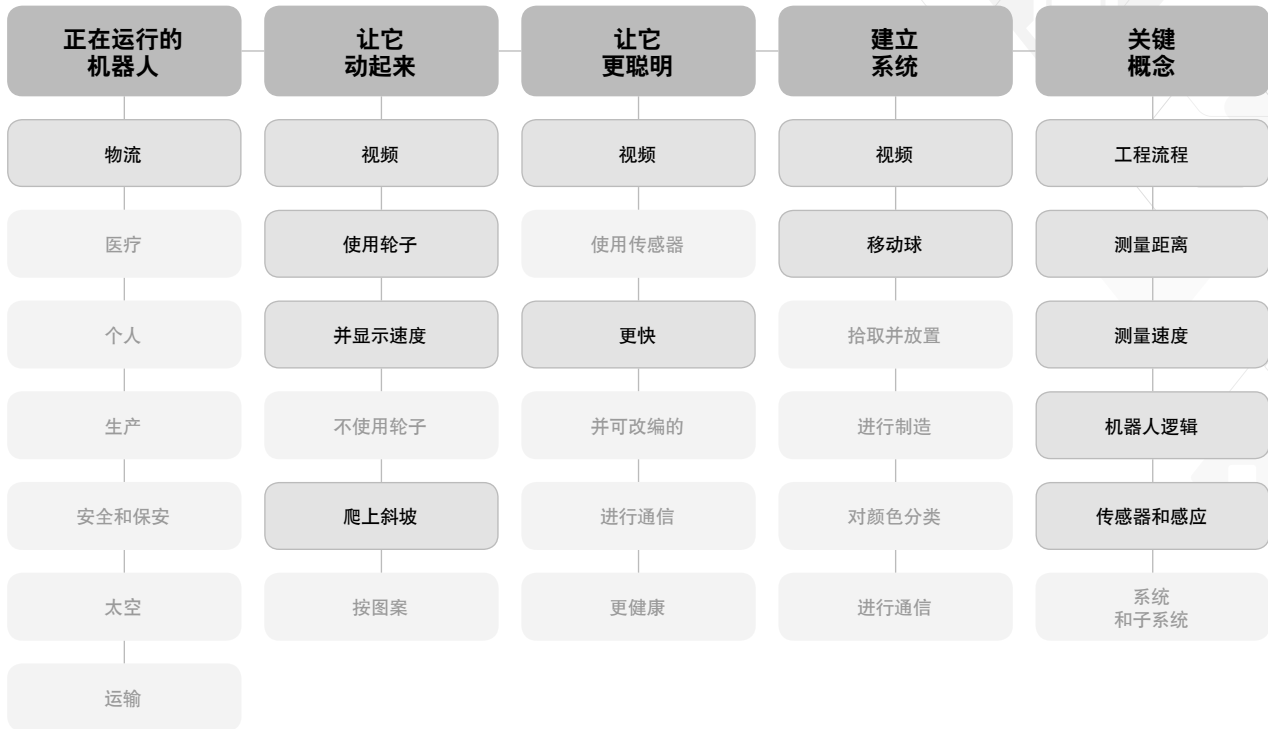 正在运行的
机器人
让它
动起来
让它
更聪明
建立
系统
关键
概念
物流
视频
视频
视频
工程流程
医疗
使用轮子
使用传感器
移动球
测量距离
个人
并显示速度
更快
拾取并放置
测量速度
生产
不使用轮子
并可改编的
进行制造
机器人逻辑
安全和保安
爬上斜坡
进行通信
对颜色分类
传感器和感应
太空
按图案
更健康
进行通信
系统
和子系统
运输